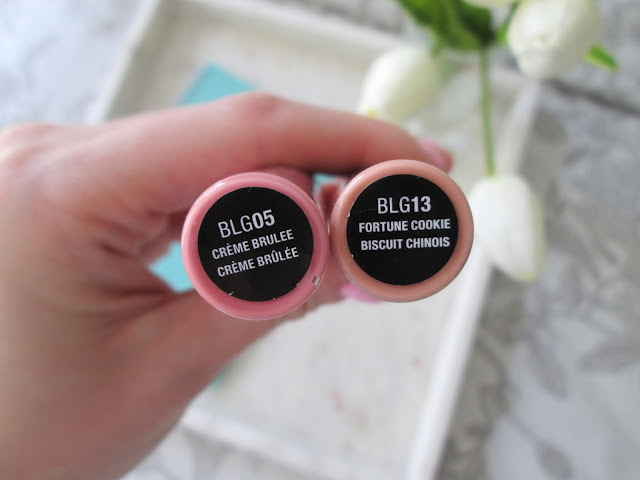 BLG05
CRÈME BRULEE
CRÈME BRÛLÉE
BLG13
FORTUNE COOKIE
BISCUIT CHINOIS